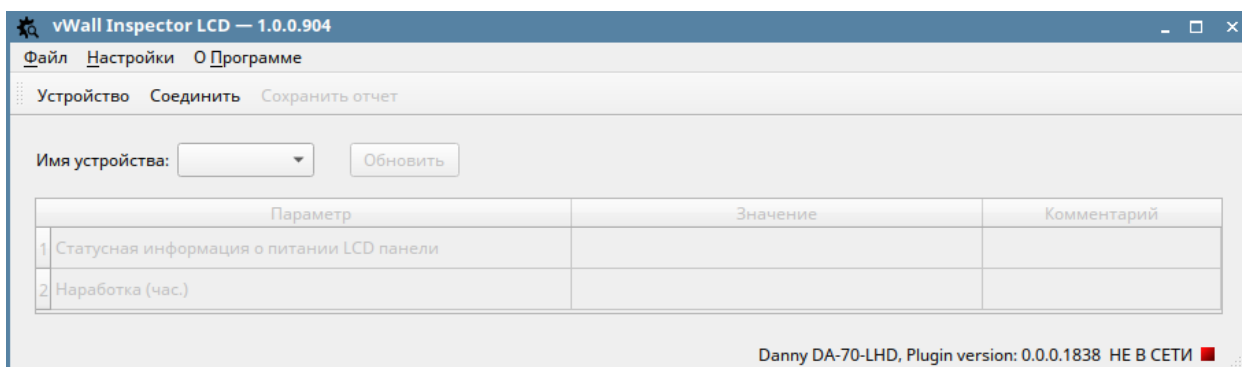 vWall Inspector LCD — 1.0.0.904
Файл Настройки О Программе
Устройство Соединить Сохранить отчет
Имя устройства: Обновить
Параметр Значение Комментарий
1 Статусная информация о питании LCD панели
2 Наработка (час.)
Danny DA-70-LHD, Plugin version: 0.0.0.1838 НЕ В СЕТИ